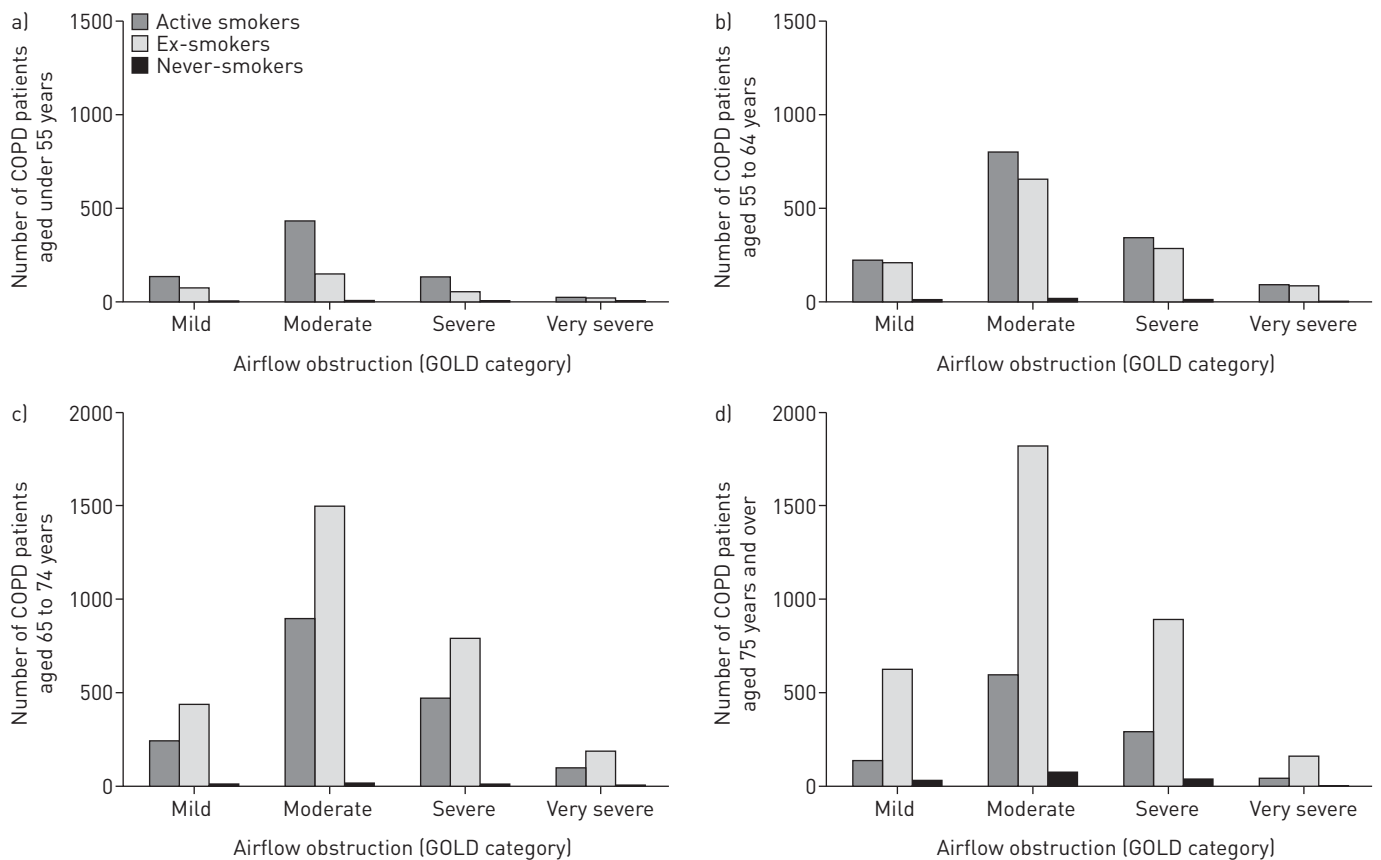 a)
Number of COPD patients
aged under 55 years
1500
1000
500
0
Active smokers
Ex-smokers
Never-smokers
Mild Moderate Severe Very severe
Airflow obstruction (GOLD category)
b)
Number of COPD patients
aged 55 to 64 years
1500
1000
500
0
Mild Moderate Severe Very severe
Airflow obstruction (GOLD category)
c)
Number of COPD patients
aged 65 to 74 years
2000
1500
1000
500
0
Mild Moderate Severe Very severe
Airflow obstruction (GOLD category)
d)
Number of COPD patients
aged 75 years and over
2000
1500
1000
500
0
Mild Moderate Severe Very severe
Airflow obstruction (GOLD category)